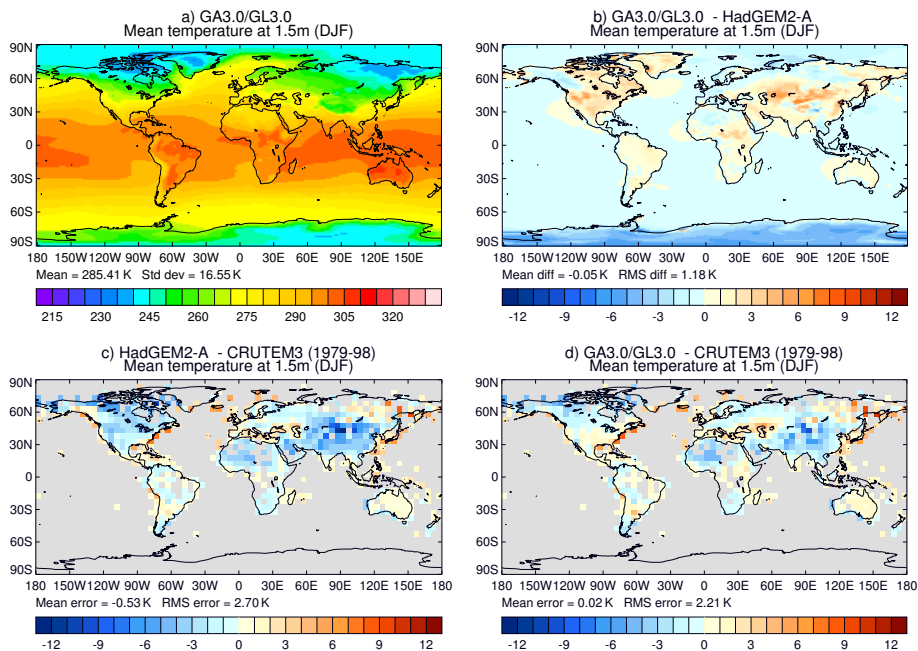 a) GA3.0/GL3.0
Mean temperature at 1.5m (DJF)
90N
60N
30N
0
30S
60S
90S
180 150W 120W 90W 60W 30W 0 30E 60E 90E 120E 150E
Mean = 285.41 K Std dev = 16.55 K
215 230 245 260 275 290 305 320
b) GA3.0/GL3.0 - HadGEM2-A
Mean temperature at 1.5m (DJF)
90N
60N
30N
0
30S
60S
90S
180 150W 120W 90W 60W 30W 0 30E 60E 90E 120E 150E
Mean diff = -0.05 K RMS diff = 1.18 K
-12 -9 -6 -3 0 3 6 9 12
c) HadGEM2-A - CRUTEM3 (1979-98)
Mean temperature at 1.5m (DJF)
90N
60N
30N
0
30S
60S
90S
180 150W 120W 90W 60W 30W 0 30E 60E 90E 120E 150E 180
Mean error = -0.53 K RMS error = 2.70 K
-12 -9 -6 -3 0 3 6 9 12
d) GA3.0/GL3.0 - CRUTEM3 (1979-98)
Mean temperature at 1.5m (DJF)
90N
60N
30N
0
30S
60S
90S
180 150W 120W 90W 60W 30W 0 30E 60E 90E 120E 150E 180
Mean error = 0.02 K RMS error = 2.21 K
-12 -9 -6 -3 0 3 6 9 12